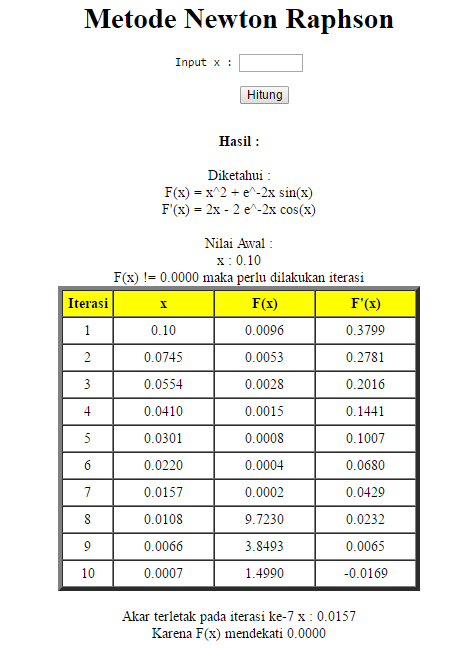 Metode Newton Raphson
Input x :
Hitung
Hasil :
Diketahui :
F(x) = x^2 + e^-2x sin(x)
F'(x) = 2x - 2 e^-2x cos(x)
Nilai Awal :
x : 0.10
F(x) != 0.0000 maka perlu dilakukan iterasi
Iterasi x F(x) F'(x)
1 0.10 0.0096 0.3799
2 0.0745 0.0053 0.2781
3 0.0554 0.0028 0.2016
4 0.0410 0.0015 0.1441
5 0.0301 0.0008 0.1007
6 0.0220 0.0004 0.0680
7 0.0157 0.0002 0.0429
8 0.0108 9.7230 0.0232
9 0.0066 3.8493 0.0065
10 0.0007 1.4990 -0.0169
Akar terletak pada iterasi ke-7 x : 0.0157
Karena F(x) mendekati 0.0000